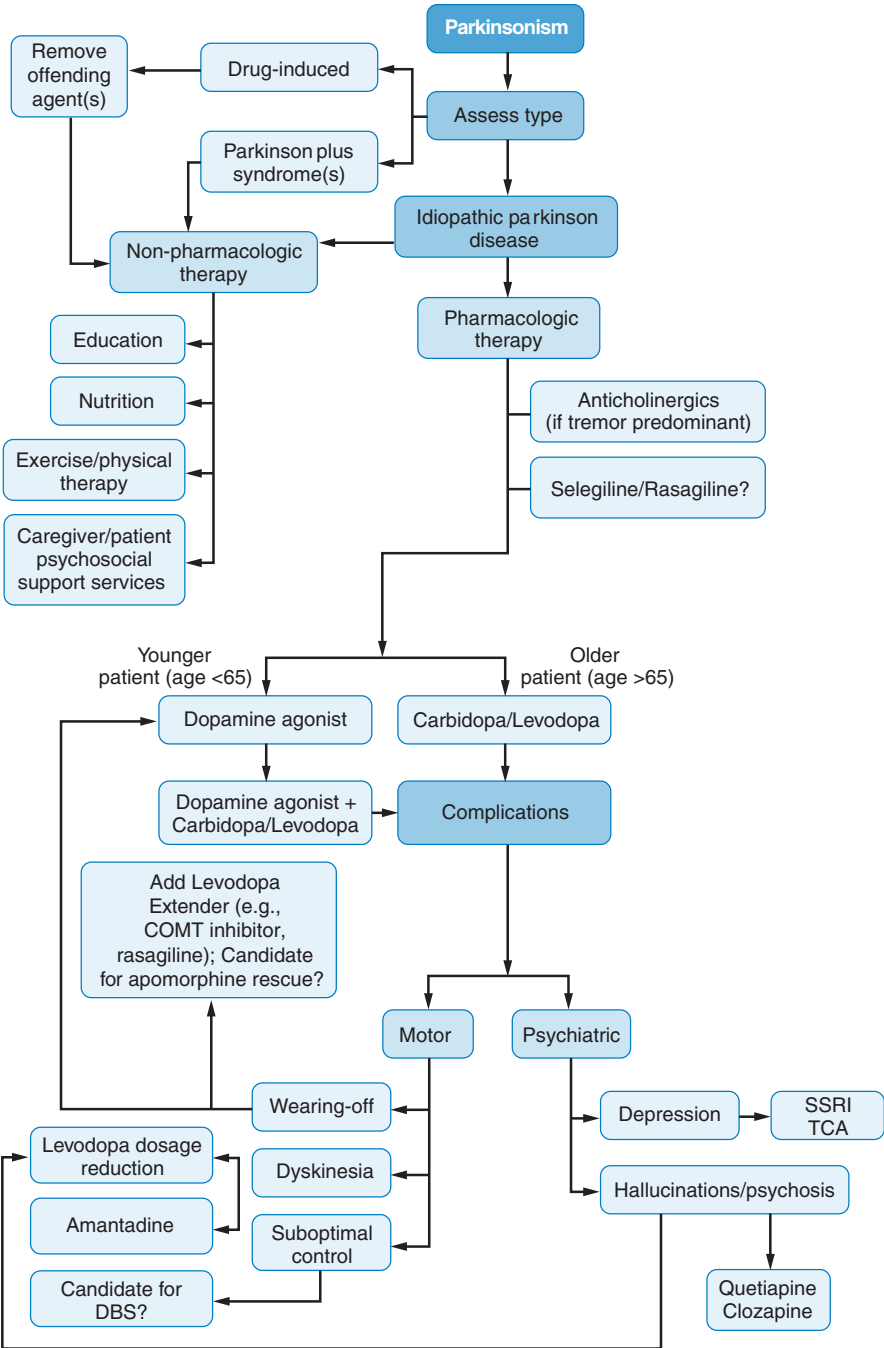 Parkinsonism
Remove
offending
agent(s)
Drug-induced
Assess type
Parkinson plus
syndrome(s)
Idiopathic parkinson
disease
Non-pharmacologic
therapy
Pharmacologic
therapy
Education
Nutrition
Exercise/physical
therapy
Caregiver/patient
psychosocial
support services
Anticholinergics
(if tremor predominant)
Selegiline/Rasagiline?
Younger
patient (age <65)
Older
patient (age >65)
Dopamine agonist
Carbidopa/Levodopa
Dopamine agonist +
Carbidopa/Levodopa
Complications
Add Levodopa
Extender (e.g.,
COMT inhibitor,
rasagiline); Candidate
for apomorphine rescue?
Motor
Psychiatric
Wearing-off
Depression
SSRI
TCA
Levodopa dosage
reduction
Dyskinesia
Hallucinations/psychosis
Amantadine
Suboptimal
control
Candidate for
DBS?
Quetiapine
Clozapine